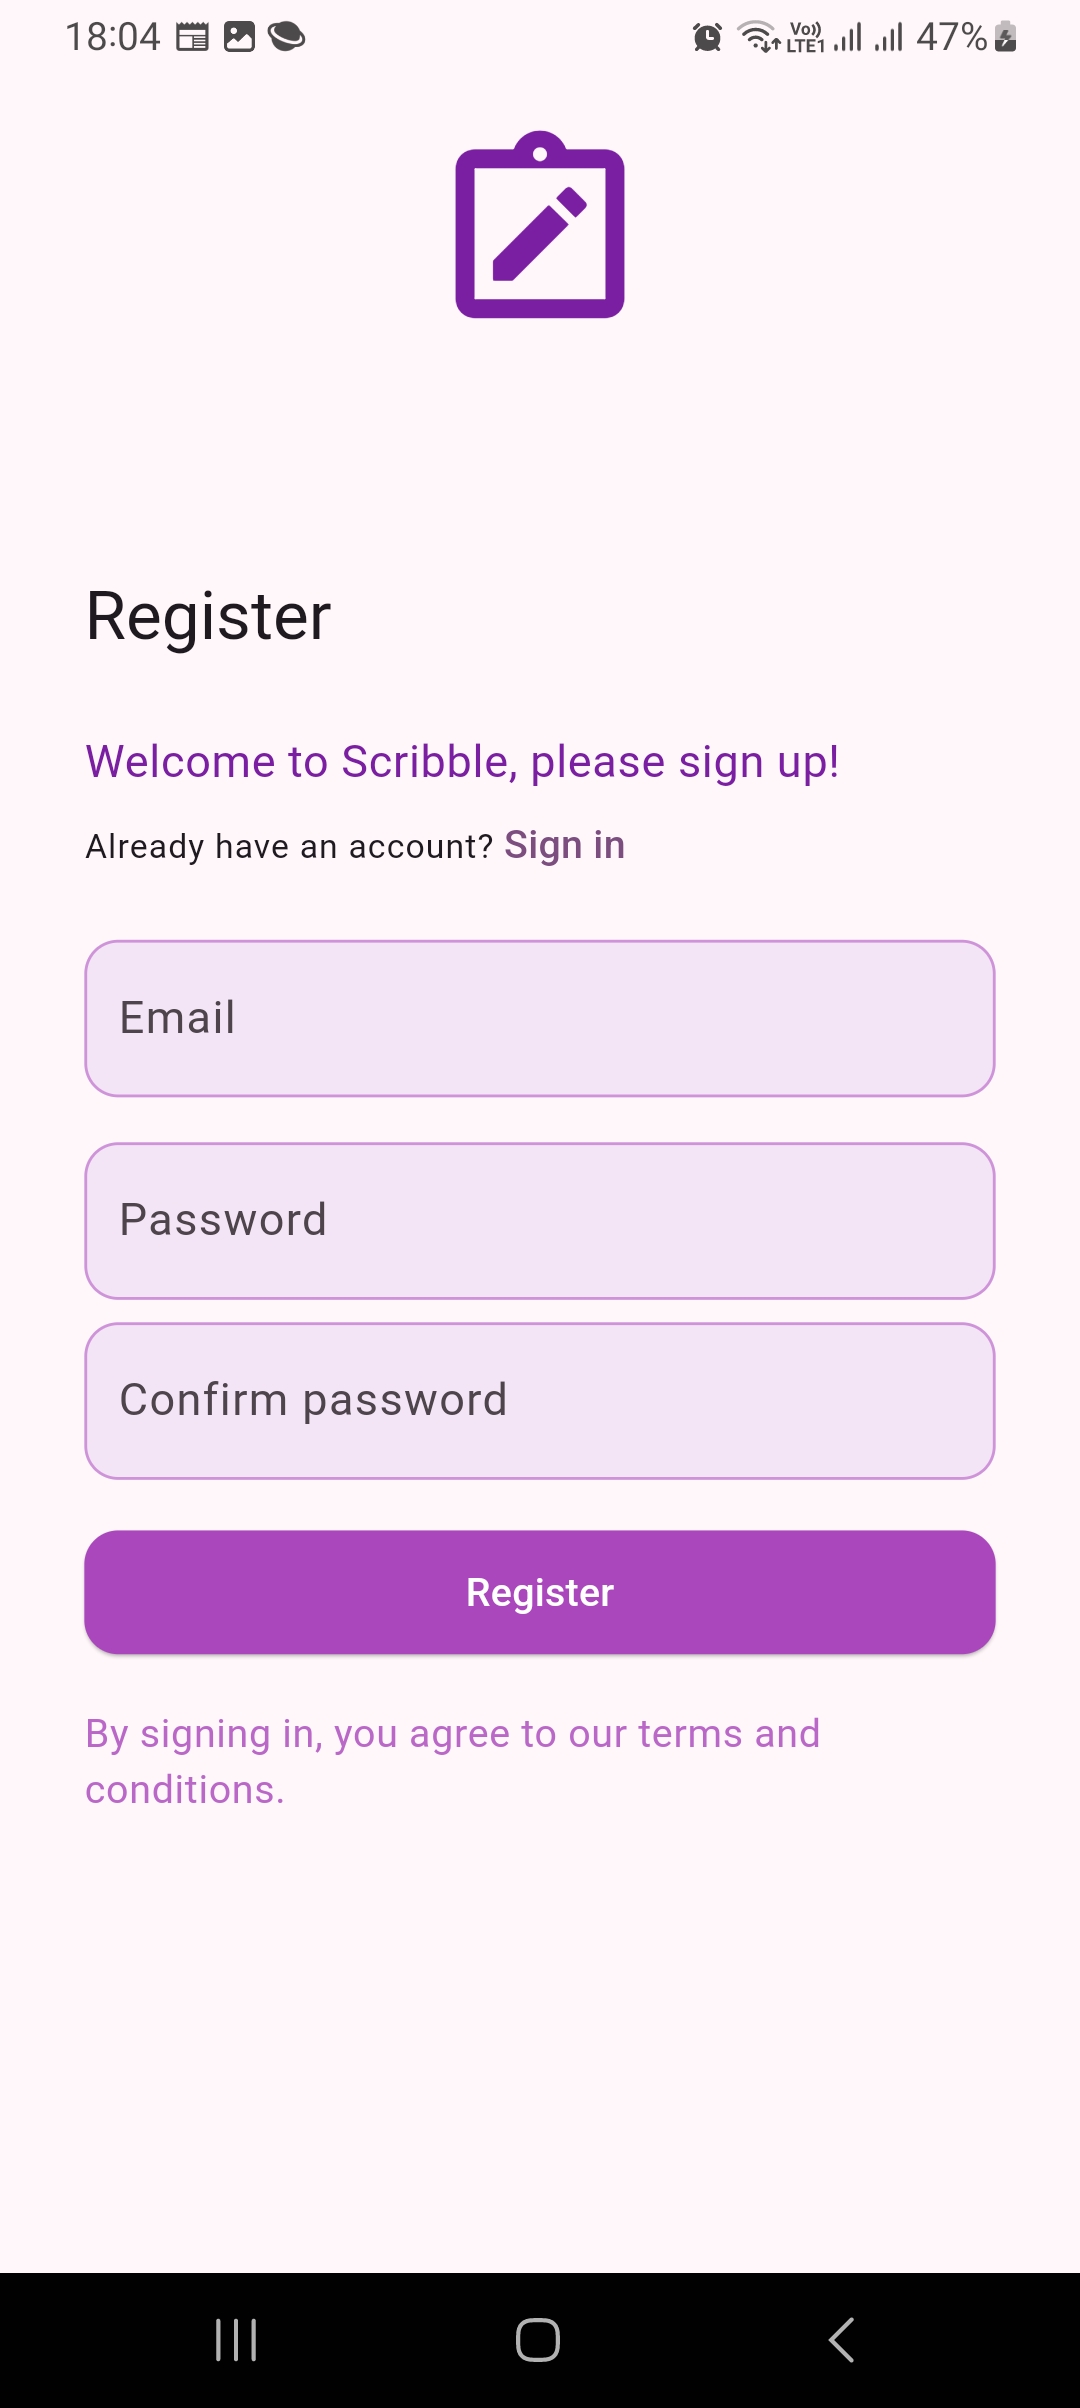 18:04 Vo)) LTE1 47%
Register
Welcome to Scribble, please sign up!
Already have an account? Sign in
Email
Password
Confirm password
Register
By signing in, you agree to our terms and
conditions.